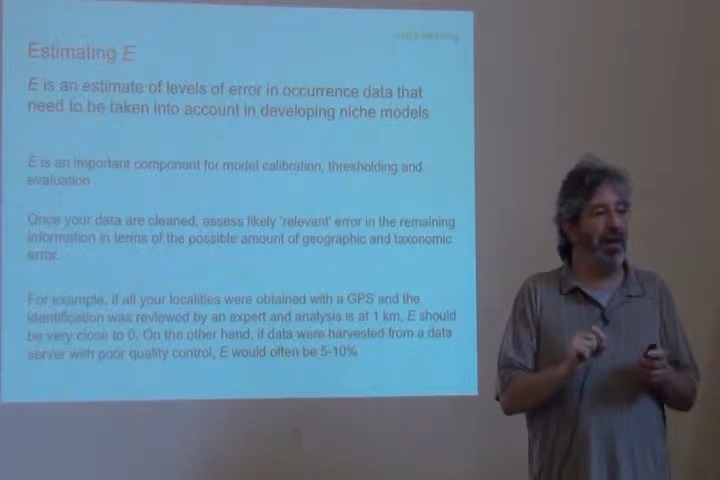 Estimating E
E is an estimate of levels of error in occurrence data that
need to be taken into account in developing niche models
E is an important component for model calibration, thresholding and
evaluation
Once your data are cleaned, assess likely 'relevant' error in the remaining
information in terms of the possible amount of geographic and taxonomic
error.
For example, if all your localities were obtained with a GPS and the
identification was reviewed by an expert and analysis is at 1 km, E should
be very close to 0. On the other hand, if data were harvested from a data
server with poor quality control, E would often be 5-10%